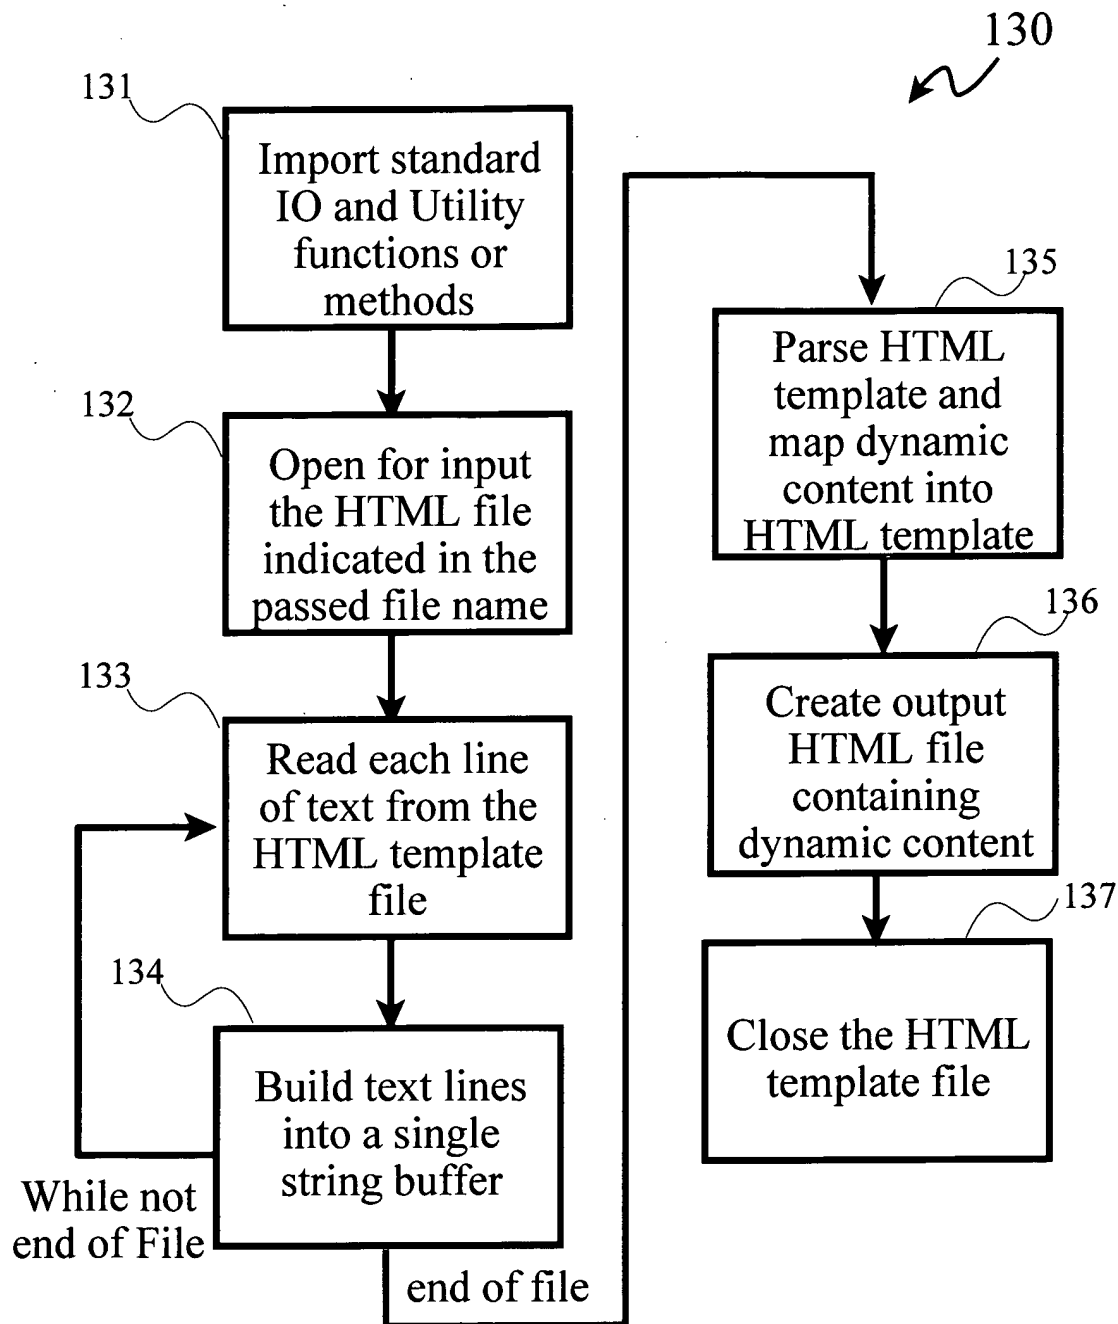 130
131
Import standard
IO and Utility
functions or
methods
132
Open for input
the HTML file
indicated in the
passed file name
133
Read each line
of text from the
HTML template
file
134
Build text lines
into a single
string buffer
While not
end of File
end of file
135
Parse HTML
template and
map dynamic
content into
HTML template
136
Create output
HTML file
containing
dynamic content
137
Close the HTML
template file